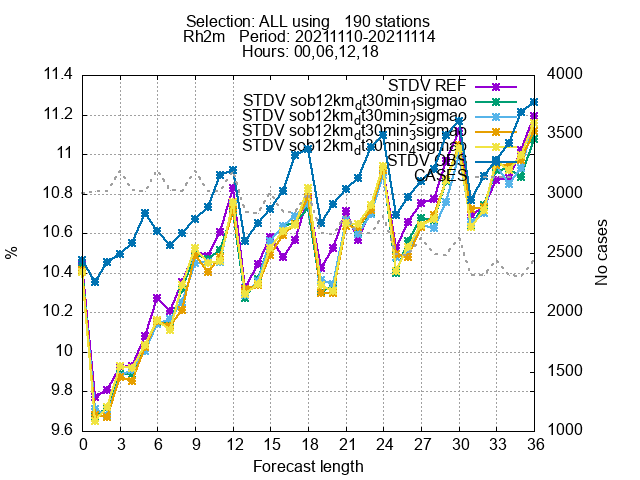 Selection: ALL using 190 stations
Rh2m Period: 20211110-20211114
Hours: 00,06,12,18
11.4
11.2
11
10.8
10.6
10.4
10.2
10
9.8
9.6
%
4000
3500
3000
2500
2000
1500
1000
No cases
STDV REF
STDV sob12km_dt30min_1sigmao
STDV sob12km_dt30min_2sigmao
STDV sob12km_dt30min_3sigmao
STDV sob12km_dt30min_4sigmao
STDV OBS
CASES
0 3 6 9 12 15 18 21 24 27 30 33 36
Forecast length